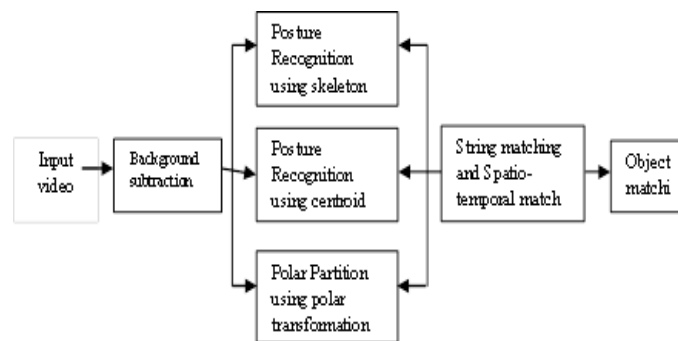 Input
video
Background
subtraction
Posture
Recognition
using skeleton
Posture
Recognition
using centroid
Polar Partition
using polar
transformation
String matching
and Spatio-
temporal match
Object
matchi